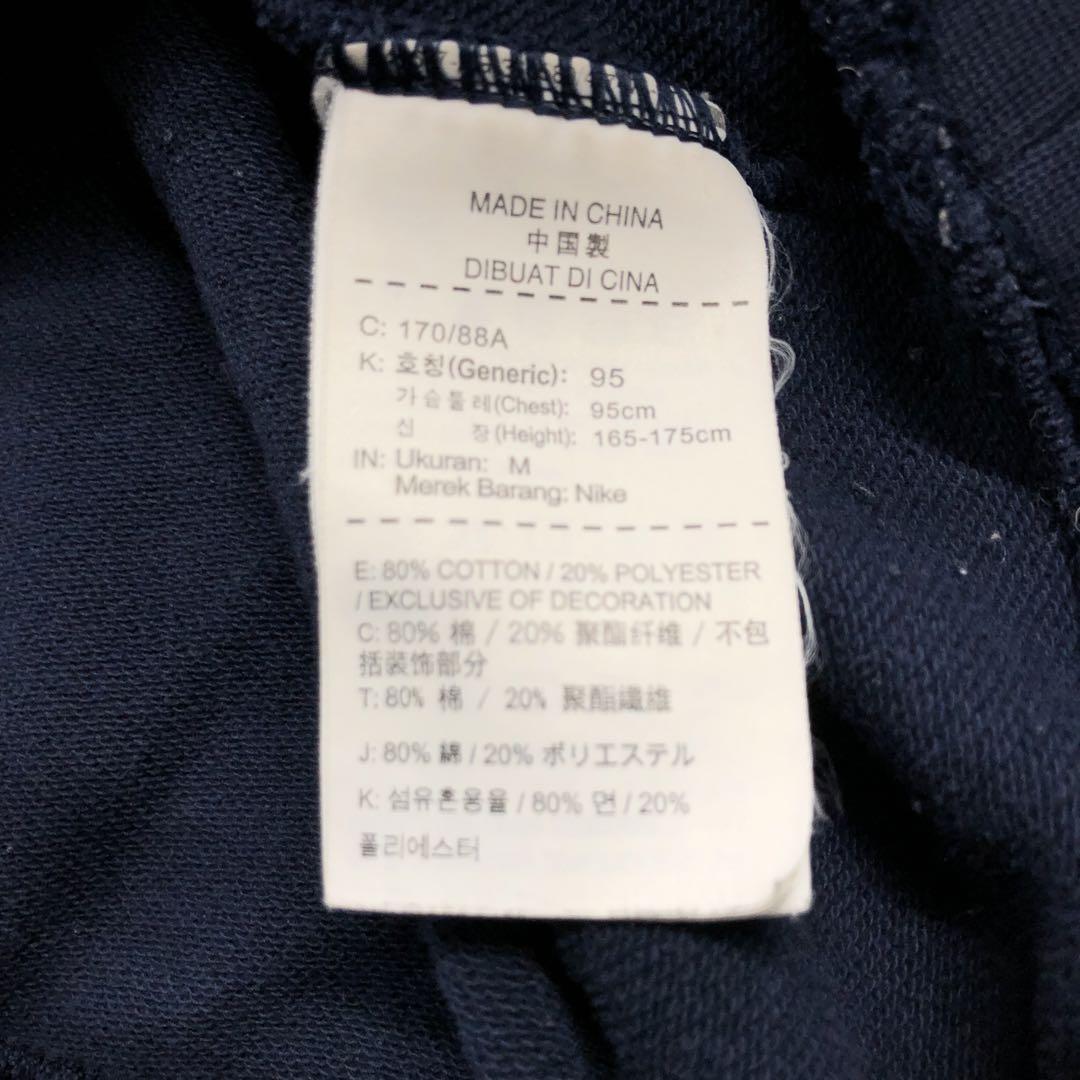 MADE IN CHINA
中国製
DIBUAT DI CINA
C: 170/88A
K: 호칭(Generic): 95
가슴둘레(Chest): 95cm
신 장(Height): 165-175cm
IN: Ukuran: M
Merek Barang: Nike
E: 80% COTTON / 20% POLYESTER
/ EXCLUSIVE OF DECORATION
C: 80% 棉 / 20% 聚酯纤维 / 不包
括装饰部分
T: 80% 棉 / 20% 聚酯纖維
J: 80% 綿 / 20% ポリエステル
K: 섬유혼용율 / 80% 면 / 20%
폴리에스터